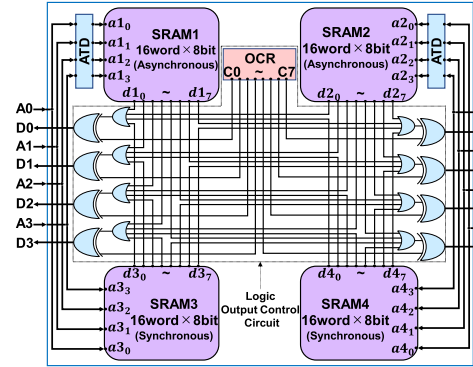 SRAM1
16word × 8bit
(Asynchronous)
a1₀
a1₁
a1₂
a1₃
d1₀ ~ d1₇
ATD
OCR
C0 ~ C7
SRAM2
16word × 8bit
(Asynchronous)
a2₀
a2₁
a2₂
a2₃
d2₀ ~ d2₇
ATD
A0
D0
A1
D1
A2
D2
A3
D3
d3₀ ~ d3₇
SRAM3
16word × 8bit
(Synchronous)
a3₃
a3₂
a3₁
a3₀
Logic
Output Control
Circuit
d4₀ ~ d4₇
SRAM4
16word × 8bit
(Synchronous)
a4₃
a4₂
a4₁
a4₀